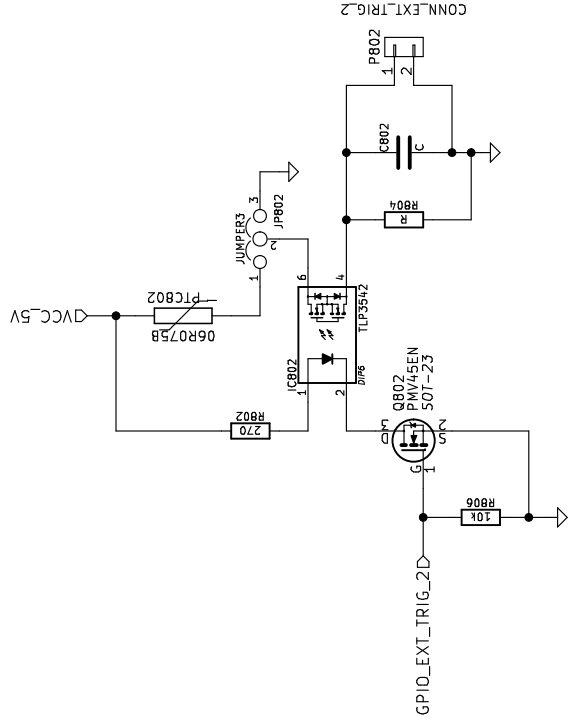 CONN_EXT_TRIG_2
P802
1
2
C802
C
R804
R
3
JP802
JUMPER3
2
1
6
4
TLP3542
PTC802
06R075B
VCC_5V
IC802
DIP6
1
2
R802
270
Q802
PMV45EN
SOT-23
3
D
2
S
G
1
R806
10k
GPIO_EXT_TRIG_2